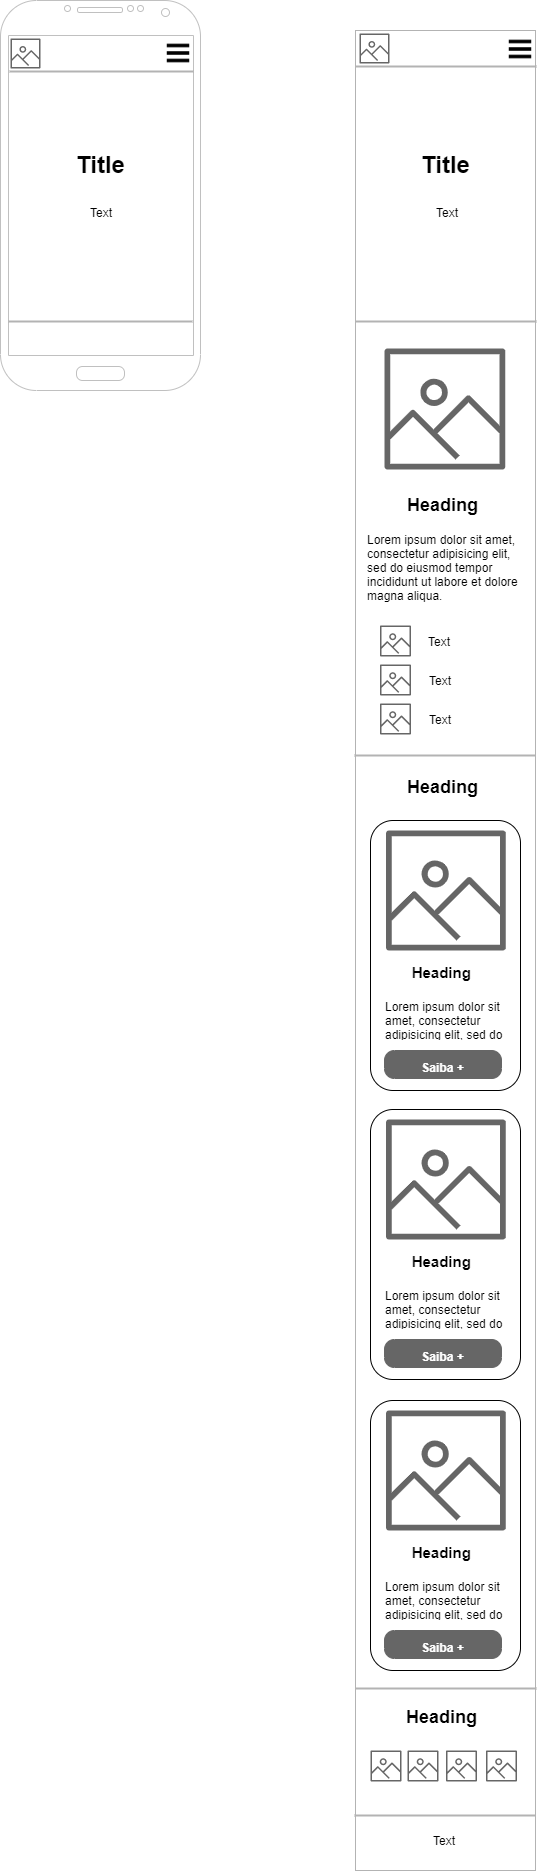 Title
Text
Title
Text
Heading
Lorem ipsum dolor sit amet,
consectetur adipisicing elit,
sed do eiusmod tempor
incididunt ut labore et dolore
magna aliqua.
Text
Text
Text
Heading
Heading
Lorem ipsum dolor sit
amet, consectetur
adipisicing elit, sed do
Saiba +
Heading
Lorem ipsum dolor sit
amet, consectetur
adipisicing elit, sed do
Saiba +
Heading
Lorem ipsum dolor sit
amet, consectetur
adipisicing elit, sed do
Saiba +
Heading
Text